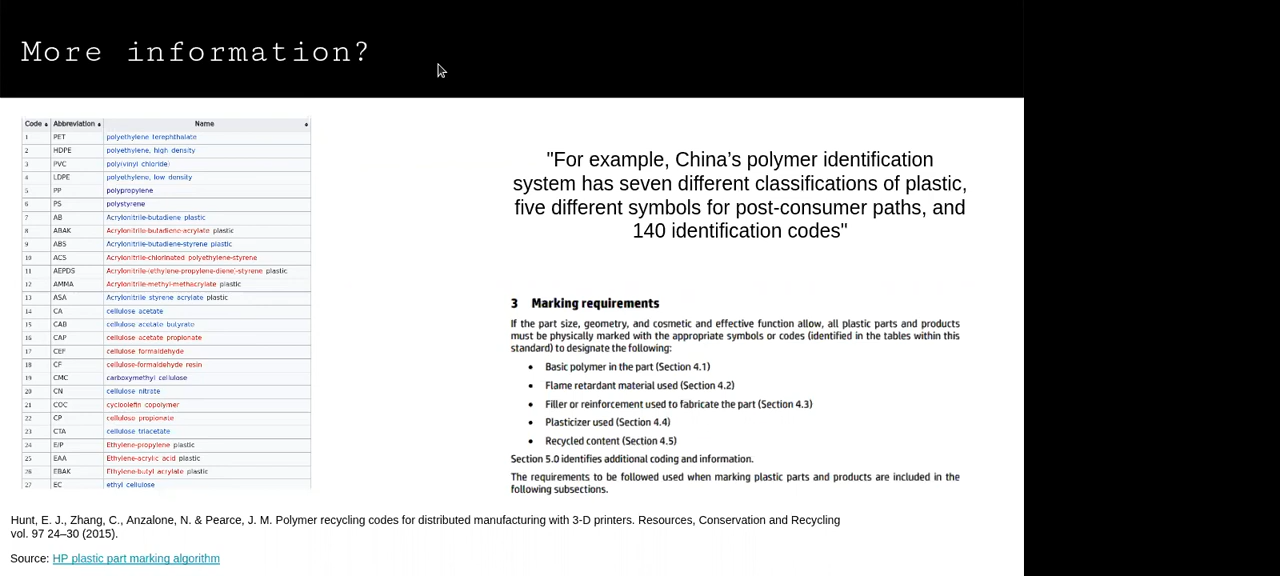 More information?
Code Abbreviation Name
1 PET polyethylene terephthalate
2 HDPE polyethylene, high density
3 PVC poly(vinyl chloride)
4 LDPE polyethylene, low density
5 PP polypropylene
6 PS polystyrene
7 AB Acrylonitrile-butadiene plastic
8 ABAK Acrylonitrile-butadiene-acrylate plastic
9 ABS Acrylonitrile-butadiene-styrene plastic
10 ACS Acrylonitrile-chlorinated polyethylene-styrene
11 AEPDS Acrylonitrile-(ethylene-propylene-diene)-styrene plastic
12 AMMA Acrylonitrile-methyl-methacrylate plastic
13 ASA Acrylonitrile styrene acrylate plastic
14 CA cellulose acetate
15 CAB cellulose acetate butyrate
16 CAP cellulose acetate propionate
17 CEF cellulose formaldehyde
18 CF cellulose-formaldehyde resin
19 CMC carboxymethyl cellulose
20 CN cellulose nitrate
21 COC cycloolefin copolymer
22 CP cellulose propionate
23 CTA cellulose triacetate
24 E/P Ethylene-propylene plastic
25 EAA Ethylene-acrylic acid plastic
26 EBAK Ethylene-butyl acrylate plastic
27 EC ethyl cellulose
"For example, China’s polymer identification
system has seven different classifications of plastic,
five different symbols for post-consumer paths, and
140 identification codes"
3 Marking requirements
If the part size, geometry, and cosmetic and effective function allow, all plastic parts and products
must be physically marked with the appropriate symbols or codes (identified in the tables within this
standard) to designate the following:
• Basic polymer in the part (Section 4.1)
• Flame retardant material used (Section 4.2)
• Filler or reinforcement used to fabricate the part (Section 4.3)
• Plasticizer used (Section 4.4)
• Recycled content (Section 4.5)
Section 5.0 identifies additional coding and information.
The requirements to be followed used when marking plastic parts and products are included in the
following subsections.
Hunt, E. J., Zhang, C., Anzalone, N. & Pearce, J. M. Polymer recycling codes for distributed manufacturing with 3-D printers. Resources, Conservation and Recycling
vol. 97 24–30 (2015).
Source: HP plastic part marking algorithm